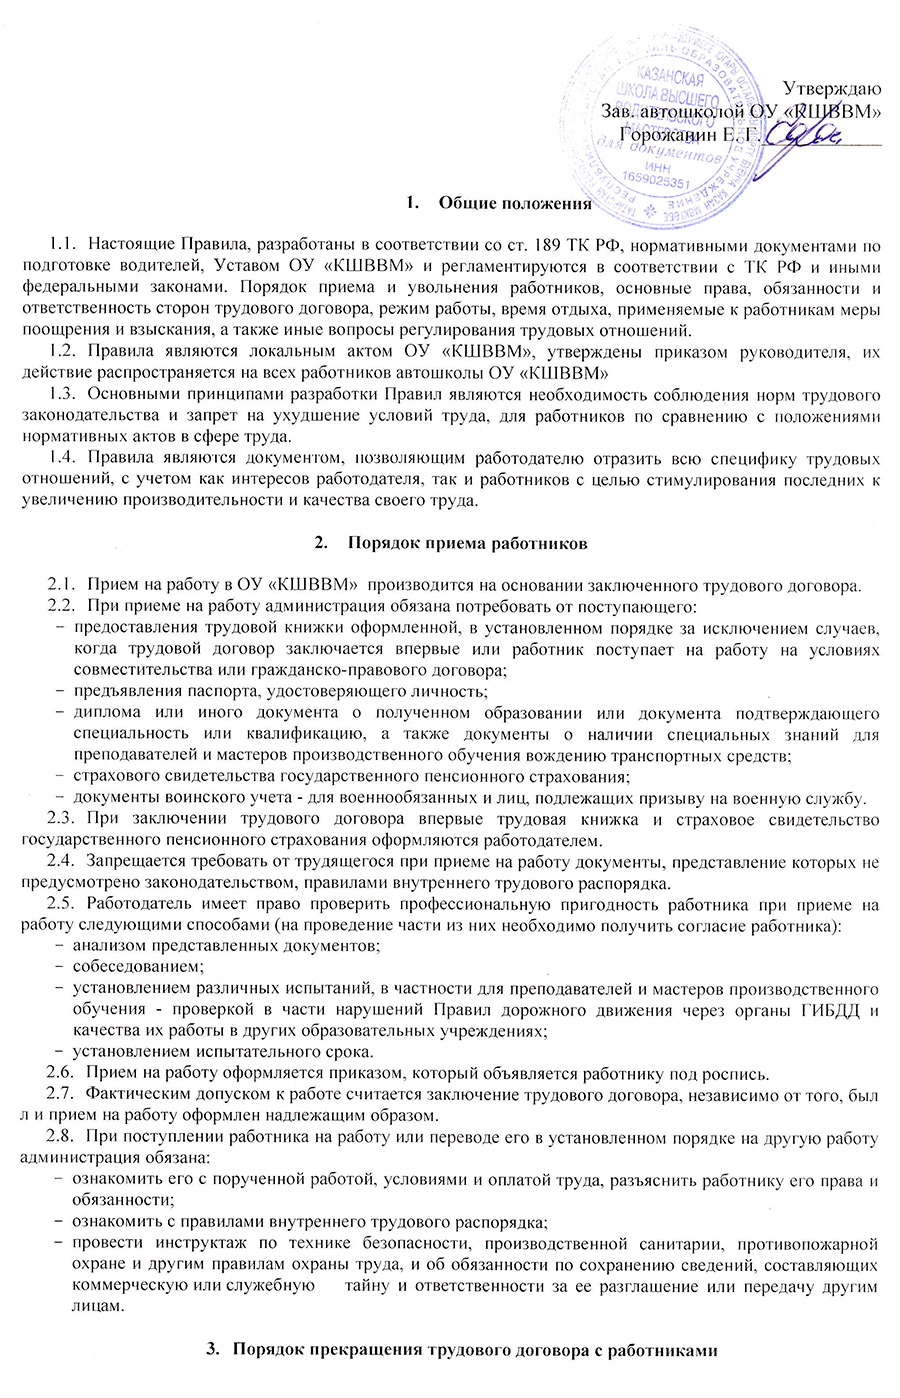 Утверждаю
Зав. автошколой ОУ «КШВВМ»
Горожанин Е. Г.
КАЗАНСКАЯ
ШКОЛА ВЫСШЕГО
ВОДИТЕЛЬСКОГО
МАСТЕРСТВА
для документов
ИНН
1659025351
1. Общие положения
1.1. Настоящие Правила, разработаны в соответствии со ст. 189 ТК РФ, нормативными документами по
подготовке водителей, Уставом ОУ «КШВВМ» и регламентируются в соответствии с ТК РФ и иными
федеральными законами. Порядок приема и увольнения работников, основные права, обязанности и
ответственность сторон трудового договора, режим работы, время отдыха, применяемые к работникам меры
поощрения и взыскания, а также иные вопросы регулирования трудовых отношений.
1.2. Правила являются локальным актом ОУ «КШВВМ», утверждены приказом руководителя, их
действие распространяется на всех работников автошколы ОУ «КШВВМ»
1.3. Основными принципами разработки Правил являются необходимость соблюдения норм трудового
законодательства и запрет на ухудшение условий труда, для работников по сравнению с положениями
нормативных актов в сфере труда.
1.4. Правила являются документом, позволяющим работодателю отразить всю специфику трудовых
отношений, с учетом как интересов работодателя, так и работников с целью стимулирования последних к
увеличению производительности и качества своего труда.
2. Порядок приема работников
2.1. Прием на работу в ОУ «КШВВМ» производится на основании заключенного трудового договора.
2.2. При приеме на работу администрация обязана потребовать от поступающего:
− предоставления трудовой книжки оформленной, в установленном порядке за исключением случаев,
когда трудовой договор заключается впервые или работник поступает на работу на условиях
совместительства или гражданско-правового договора;
− предъявления паспорта, удостоверяющего личность;
− диплома или иного документа о полученном образовании или документа подтверждающего
специальность или квалификацию, а также документы о наличии специальных знаний для
преподавателей и мастеров производственного обучения вождению транспортных средств;
− страхового свидетельства государственного пенсионного страхования;
− документы воинского учета - для военнообязанных и лиц, подлежащих призыву на военную службу.
2.3. При заключении трудового договора впервые трудовая книжка и страховое свидетельство
государственного пенсионного страхования оформляются работодателем.
2.4. Запрещается требовать от трудящегося при приеме на работу документы, представление которых не
предусмотрено законодательством, правилами внутреннего трудового распорядка.
2.5. Работодатель имеет право проверить профессиональную пригодность работника при приеме на
работу следующими способами (на проведение части из них необходимо получить согласие работника):
− анализом представленных документов;
− собеседованием;
− установлением различных испытаний, в частности для преподавателей и мастеров производственного
обучения - проверкой в части нарушений Правил дорожного движения через органы ГИБДД и
качества их работы в других образовательных учреждениях;
− установлением испытательного срока.
2.6. Прием на работу оформляется приказом, который объявляется работнику под роспись.
2.7. Фактическим допуском к работе считается заключение трудового договора, независимо от того, был
л и прием на работу оформлен надлежащим образом.
2.8. При поступлении работника на работу или переводе его в установленном порядке на другую работу
администрация обязана:
− ознакомить его с порученной работой, условиями и оплатой труда, разъяснить работнику его права и
обязанности;
− ознакомить с правилами внутреннего трудового распорядка;
− провести инструктаж по технике безопасности, производственной санитарии, противопожарной
охране и другим правилам охраны труда, и об обязанности по сохранению сведений, составляющих
коммерческую или служебную тайну и ответственности за ее разглашение или передачу другим
лицам.
3. Порядок прекращения трудового договора с работниками